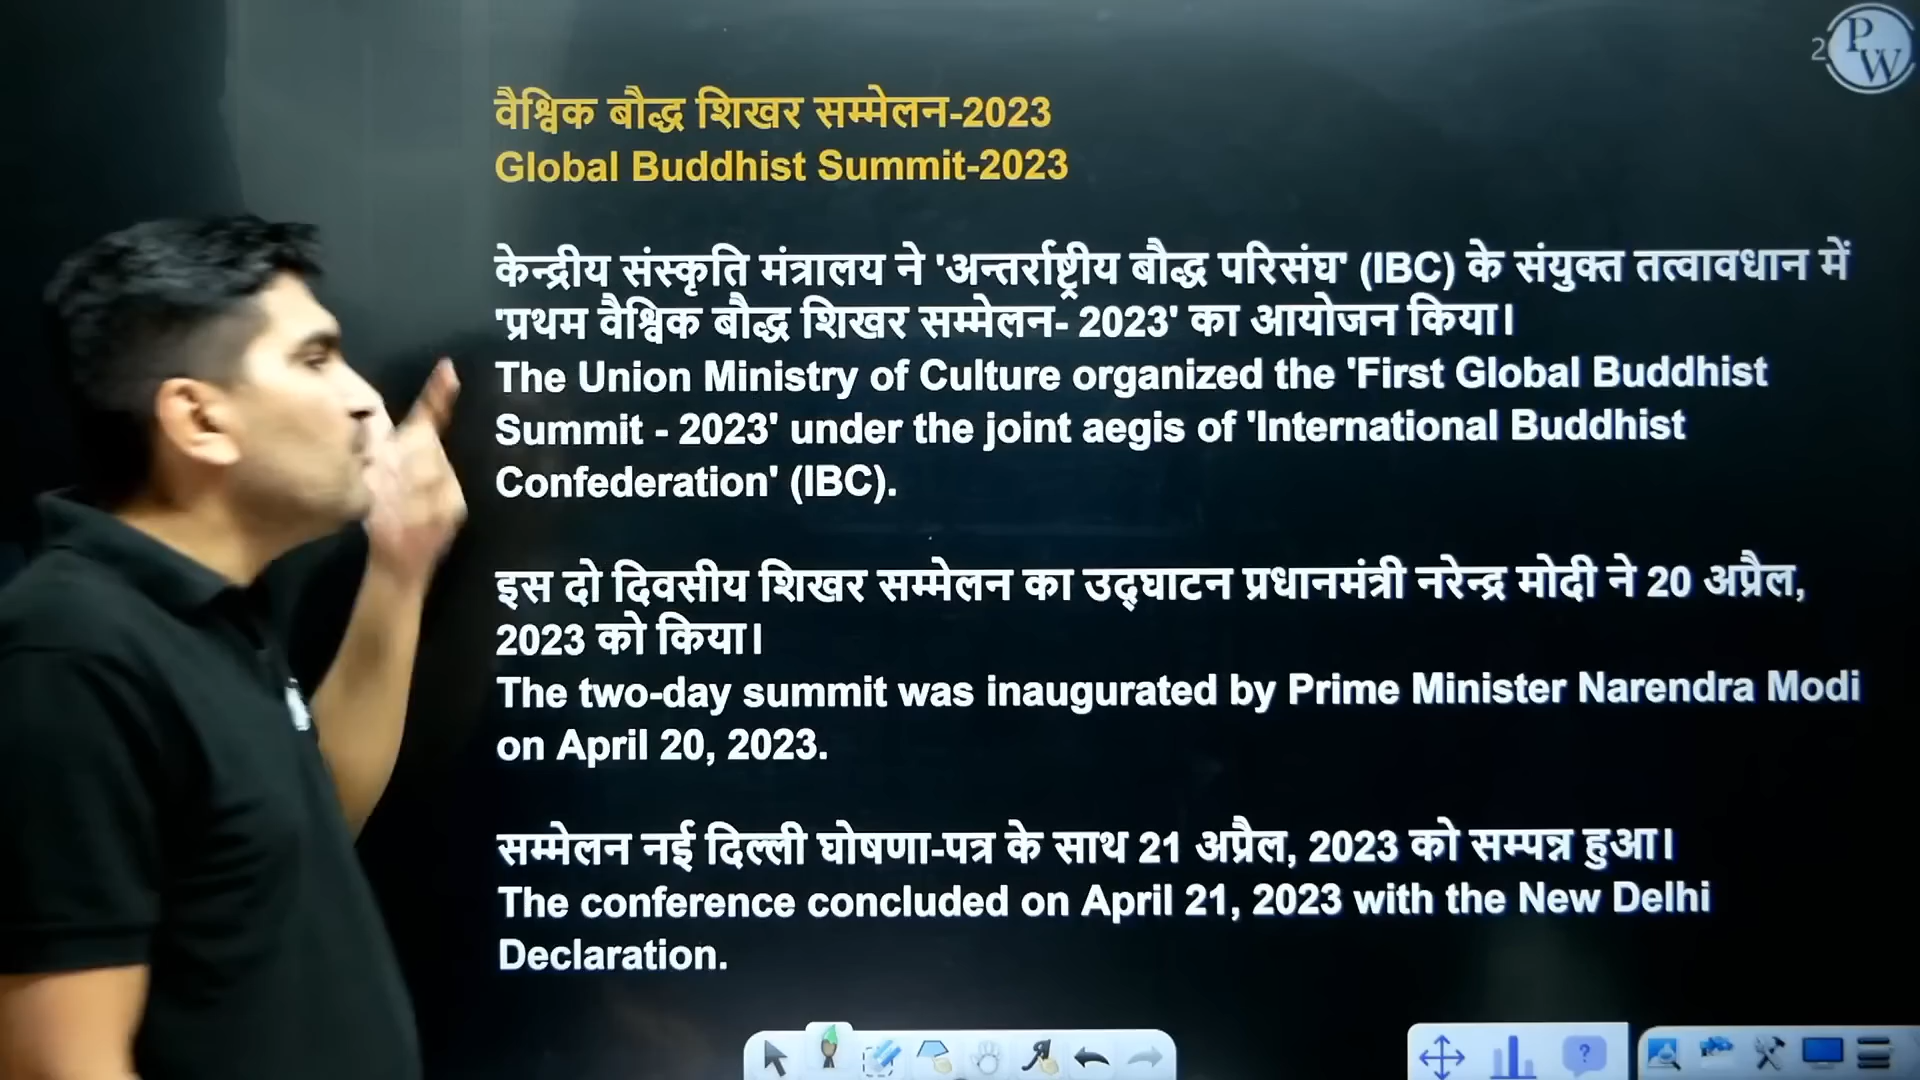 2
PW
वैश्विक बौद्ध शिखर सम्मेलन-2023
Global Buddhist Summit-2023
केन्द्रीय संस्कृति मंत्रालय ने 'अन्तर्राष्ट्रीय बौद्ध परिसंघ' (IBC) के संयुक्त तत्वावधान में
'प्रथम वैश्विक बौद्ध शिखर सम्मेलन- 2023' का आयोजन किया।
The Union Ministry of Culture organized the 'First Global Buddhist
Summit - 2023' under the joint aegis of 'International Buddhist
Confederation' (IBC).
इस दो दिवसीय शिखर सम्मेलन का उद्‌घाटन प्रधानमंत्री नरेन्द्र मोदी ने 20 अप्रैल,
2023 को किया।
The two-day summit was inaugurated by Prime Minister Narendra Modi
on April 20, 2023.
सम्मेलन नई दिल्ली घोषणा-पत्र के साथ 21 अप्रैल, 2023 को सम्पन्न हुआ।
The conference concluded on April 21, 2023 with the New Delhi
Declaration.